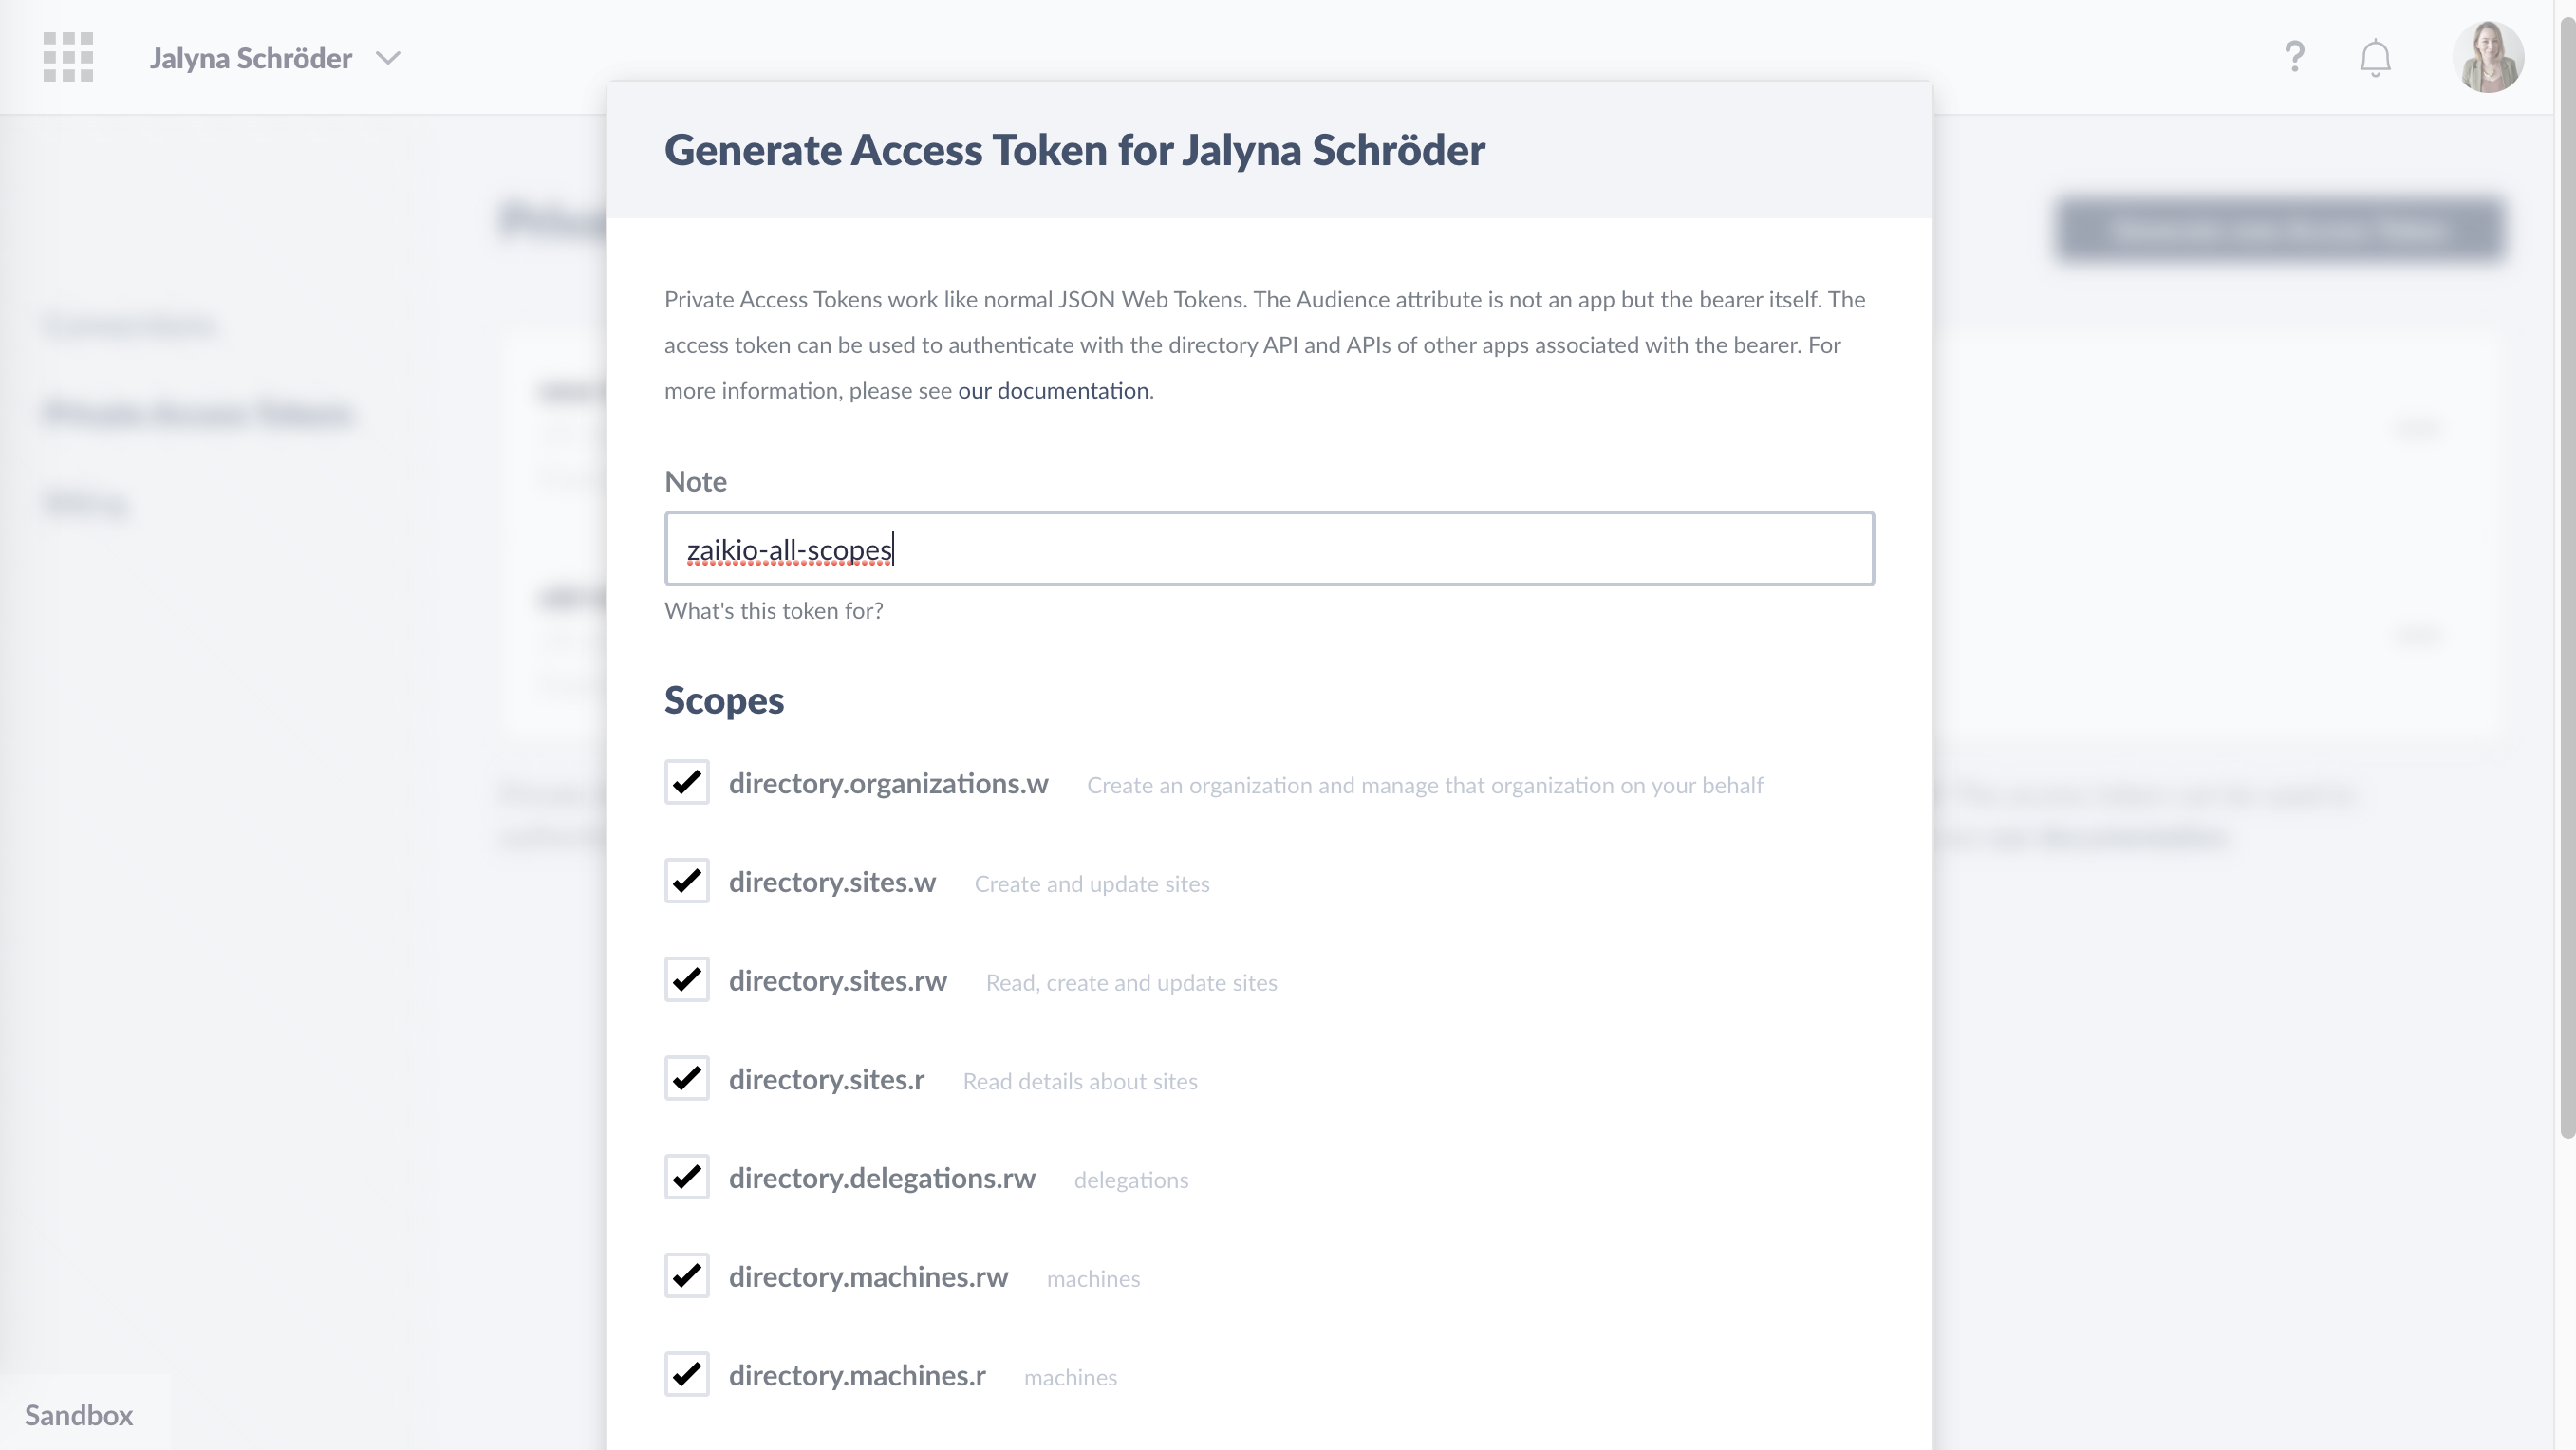 Jalyna Schröder
Generate Access Token for Jalyna Schröder
Private Access Tokens work like normal JSON Web Tokens. The Audience attribute is not an app but the bearer itself. The
access token can be used to authenticate with the directory API and APIs of other apps associated with the bearer. For
more information, please see our documentation.
Note
zaikio-all-scopes
What's this token for?
Scopes
directory.organizations.w Create an organization and manage that organization on your behalf
directory.sites.w Create and update sites
directory.sites.rw Read, create and update sites
directory.sites.r Read details about sites
directory.delegations.rw delegations
directory.machines.rw machines
directory.machines.r machines
Private Access Tokens
Sandbox